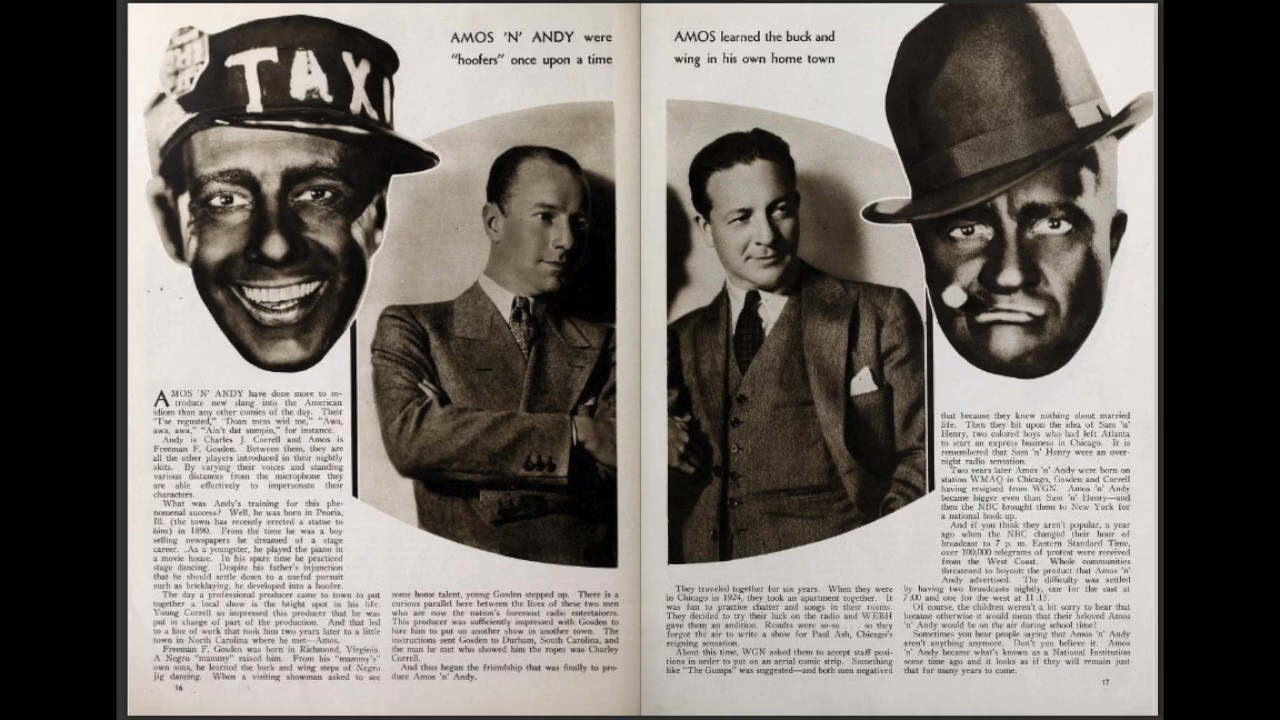 TAXI
AMOS 'N' ANDY were
"hoofers" once upon a time
AMOS 'N' ANDY have done more to in-
troduce new slang into the American
idiom than any other comics of the day. Their
"I'se regusted," "Doan mess wid me," "Awa,
awa, awa," "Ain't dat sumpin," for instance.
Andy is Charles J. Correll and Amos is
Freeman F. Gosden. Between them, they are
all the other players introduced in their nightly
skits. By varying their voices and standing
various distances from the microphone they
are able effectively to impersonate their
characters.
What was Andy's training for this phe-
nomenal success? Well, he was born in Peoria,
Ill. (the town has recently erected a statue to
him) in 1890. From the time he was a boy
selling newspapers he dreamed of a stage
career. As a youngster, he played the piano in
a movie house. In his spare time he practiced
stage dancing. Despite his father's injunction
that he should settle down to a useful pursuit
such as bricklaying, he developed into a hoofer.
The day a professional producer came to town to put
together a local show is the bright spot in his life.
Young Correll so impressed this producer that he was
put in charge of part of the production. And that led
to a line of work that took him two years later to a little
town in North Carolina where he met—Amos.
Freeman F. Gosden was born in Richmond, Virginia.
A Negro "mammy" raised him. From his "mammy's"
own sons, he learned the buck and wing steps of Negro
jig dancing. When a visiting showman asked to see
some home talent, young Gosden stepped up. There is a
curious parallel here between the lives of these two men
who are now the nation's foremost radio entertainers.
This producer was sufficiently impressed with Gosden to
hire him to put on another show in another town. The
instructions sent Gosden to Durham, South Carolina, and
the man he met who showed him the ropes was Charley
Correll.
And thus began the friendship that was finally to pro-
duce Amos 'n' Andy.
16
AMOS learned the buck and
wing in his own home town
They traveled together for six years. When they were
in Chicago in 1924, they took an apartment together. It
was fun to practice chatter and songs in their rooms.
They decided to try their luck on the radio and WEBH
gave them an audition. Results were so-so . . . so they
forgot the air to write a show for Paul Ash, Chicago's
reigning sensation.
About this time, WGN asked them to accept staff posi-
tions in order to put on an aerial comic strip. Something
like "The Gumps" was suggested—and both men negatived
that because they knew nothing about married
life. Then they hit upon the idea of Sam 'n'
Henry, two colored boys who had left Atlanta
to start an express business in Chicago. It is
remembered that Sam 'n' Henry were an over-
night radio sensation.
Two years later Amos 'n' Andy were born on
station WMAQ in Chicago, Gosden and Correll
having resigned from WGN. Amos 'n' Andy
became bigger even than Sam 'n' Henry—and
then the NBC brought them to New York for
a national hook-up.
And if you think they aren't popular, a year
ago when the NBC changed their hour of
broadcast to 7 p. m. Eastern Standard Time,
over 100,000 telegrams of protest were received
from the West Coast. Whole communities
threatened to boycott the product that Amos 'n'
Andy advertised. The difficulty was settled
by having two broadcasts nightly, one for the east at
7:00 and one for the west at 11:15.
Of course, the children weren't a bit sorry to hear that
because otherwise it would mean that their beloved Amos
'n' Andy would be on the air during school time!
Sometimes you hear people saying that Amos 'n' Andy
aren't anything anymore. Don't you believe it. Amos
'n' Andy became what's known as a National Institution
some time ago and it looks as if they will remain just
that for many years to come.
17